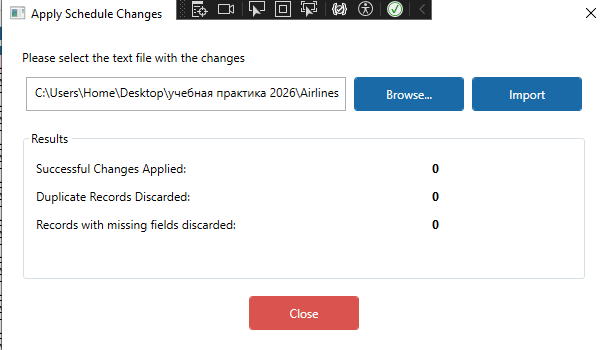 Apply Schedule Changes
Please select the text file with the changes
C:\Users\Home\Desktop\учебная практика 2026\Airlines
Browse...
Import
Results
Successful Changes Applied: 0
Duplicate Records Discarded: 0
Records with missing fields discarded: 0
Close